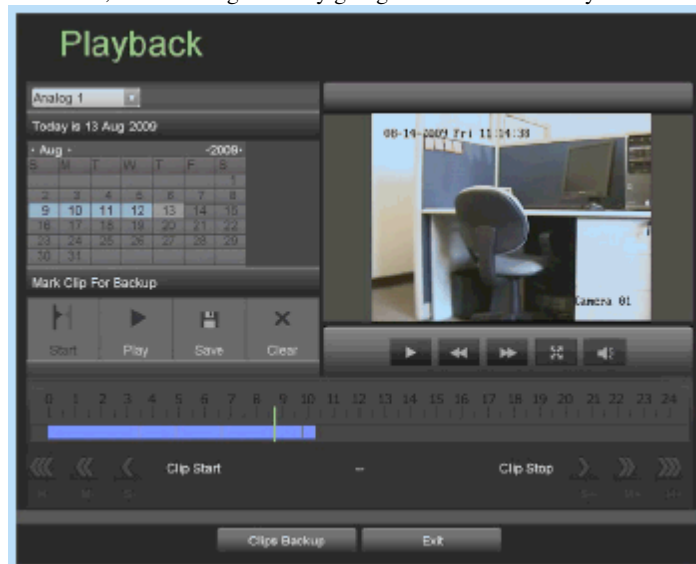 Playback
Analog 1
Today is 13 Aug 2009
Aug 2009
S M T W T F S
1
2 3 4 5 6 7 8
9 10 11 12 13 14 15
16 17 18 19 20 21 22
23 24 25 26 27 28 29
30 31
Mark Clip For Backup
Start Play Save Clear
08-14-2009 Fri 11:14:38
Camera 01
0 1 2 3 4 5 6 7 8 9 10 11 12 13 14 15 16 17 18 19 20 21 22 23 24
Clip Start -- Clip Stop
H- M- S- S+ M+ H+
Clips Backup Exit